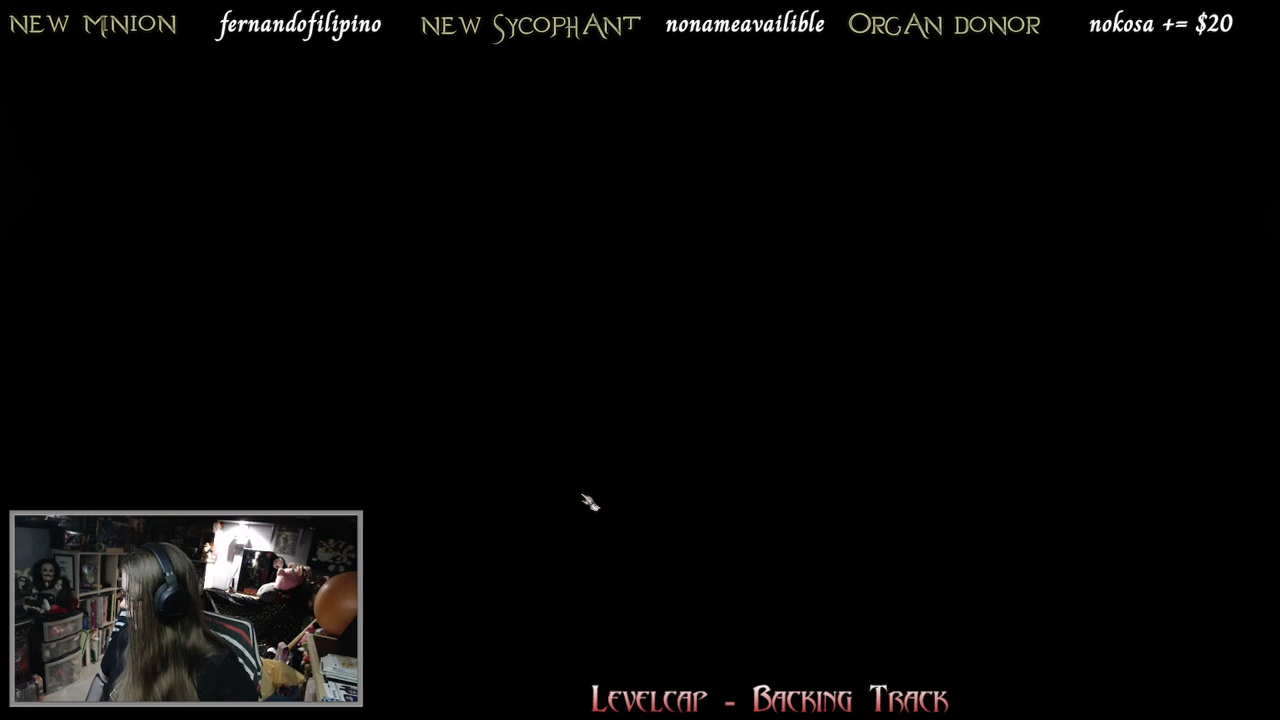 NEW MINION fernandofilipino NEW SYCOPHANT nonameavailible ORGAN DONOR nokosa += $20
LEVELCAP - BACKING TRACK